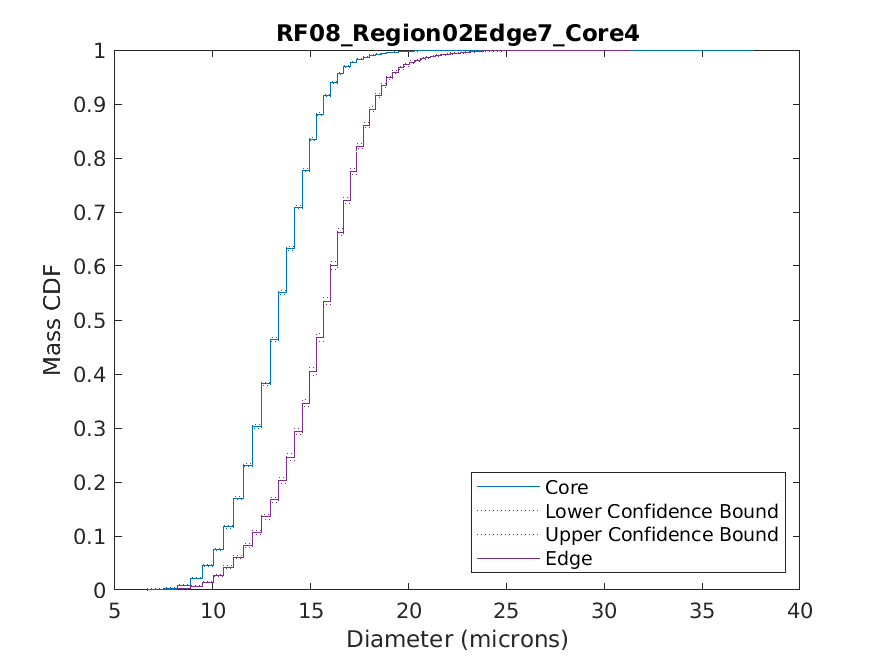 RF08_Region02Edge7_Core4
1
0.9
0.8
0.7
0.6
0.5
0.4
0.3
0.2
0.1
0
Mass CDF
Core
Lower Confidence Bound
Upper Confidence Bound
Edge
5 10 15 20 25 30 35 40
Diameter (microns)